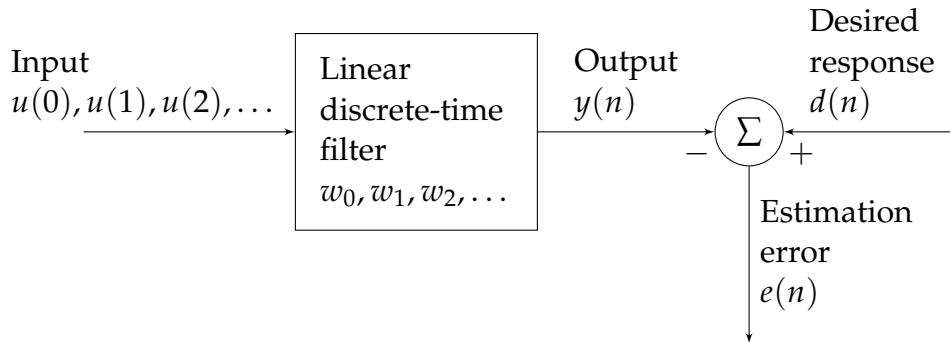 Input
u(0), u(1), u(2), ...
Linear
discrete-time
filter
w₀, w₁, w₂, ...
Output
y(n)
Desired
response
d(n)
Σ
−
+
Estimation
error
e(n)